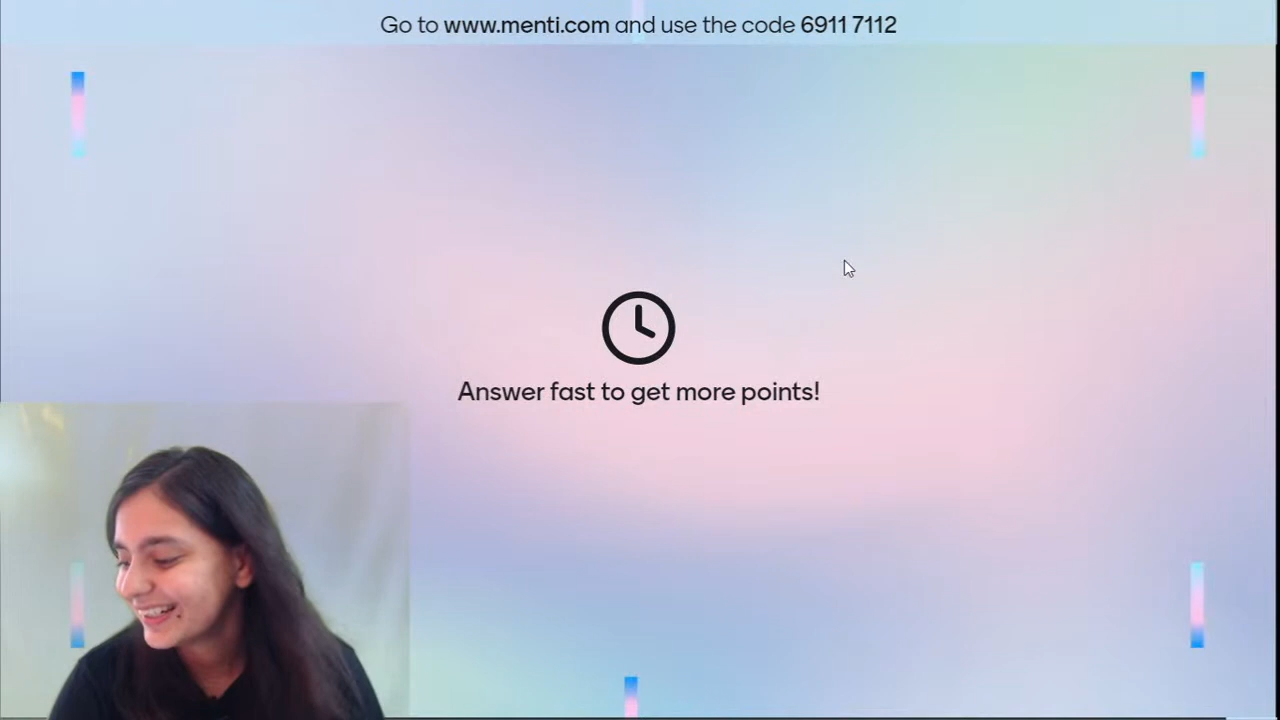 Go to www.menti.com and use the code 6911 7112
Answer fast to get more points!